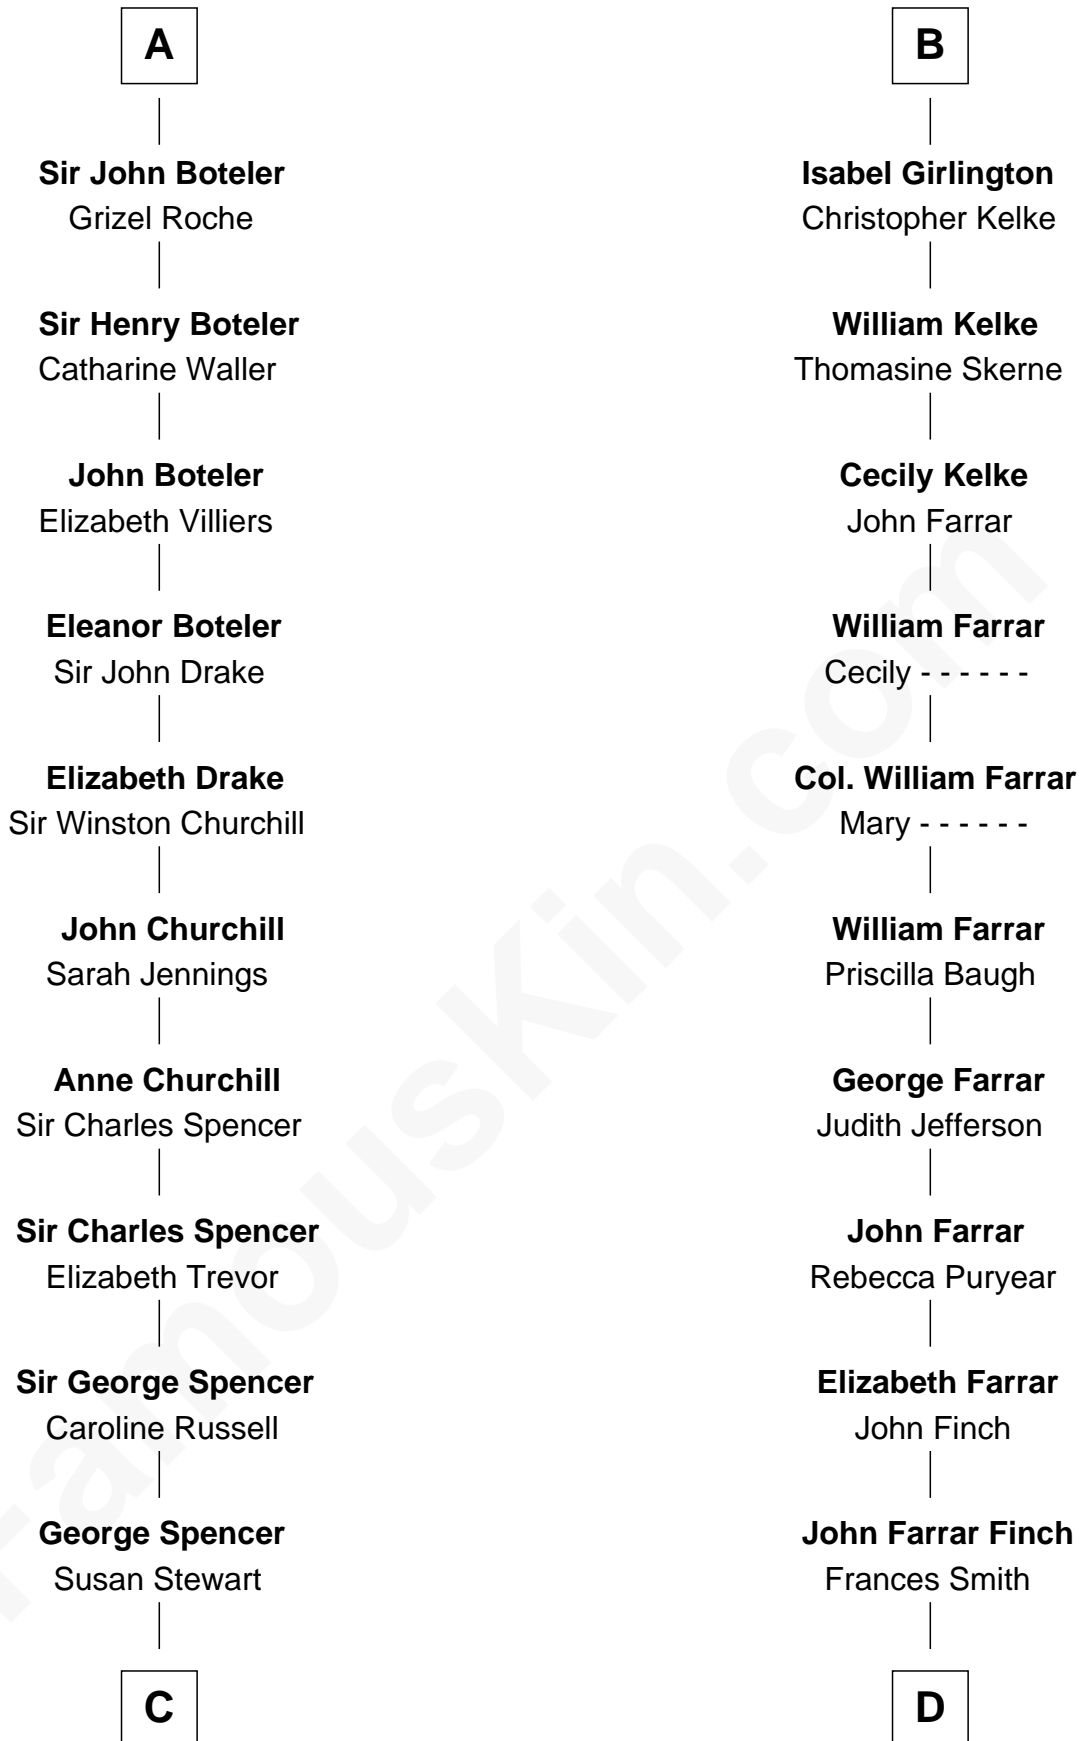 A
Sir John Boteler
Grizel Roche
Sir Henry Boteler
Catharine Waller
John Boteler
Elizabeth Villiers
Eleanor Boteler
Sir John Drake
Elizabeth Drake
Sir Winston Churchill
John Churchill
Sarah Jennings
Anne Churchill
Sir Charles Spencer
Sir Charles Spencer
Elizabeth Trevor
Sir George Spencer
Caroline Russell
George Spencer
Susan Stewart
C
B
Isabel Girlington
Christopher Kelke
William Kelke
Thomasine Skerne
Cecily Kelke
John Farrar
William Farrar
Cecily - - - - - -
Col. William Farrar
Mary - - - - - -
William Farrar
Priscilla Baugh
George Farrar
Judith Jefferson
John Farrar
Rebecca Puryear
Elizabeth Farrar
John Finch
John Farrar Finch
Frances Smith
D
FamousKin.com